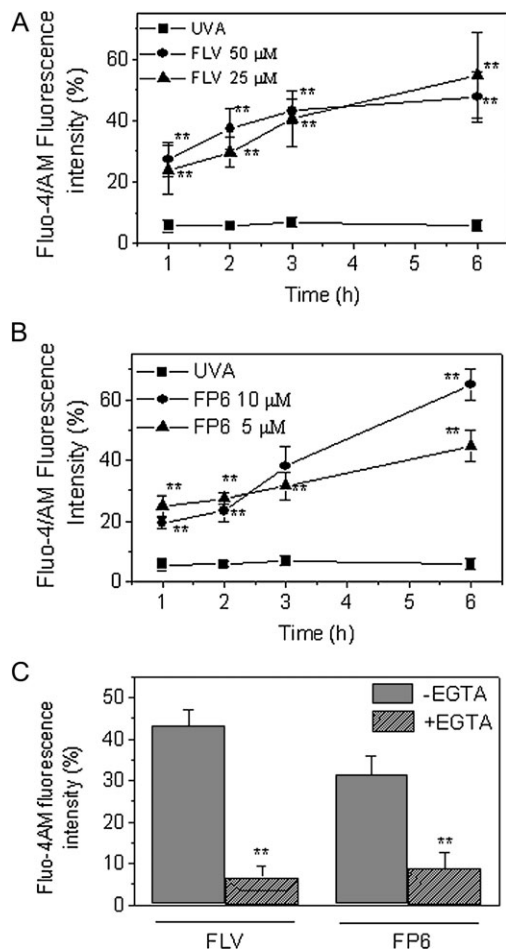 A
UVA
FLV 50 µM
FLV 25 µM
Fluo-4/AM Fluorescence
intensity (%)
60
40
20
0
** ** ** **
** ** ** **
1 2 3 4 5 6
Time (h)
B
UVA
FP6 10 µM
FP6 5 µM
Fluo-4/AM Fluorescence
Intensity (%)
60
40
20
0
** ** ** **
** ** **
1 2 3 4 5 6
Time (h)
C
-EGTA
+EGTA
Fluo-4AM fluorescence
intensity (%)
50
40
30
20
10
0
** **
FLV FP6